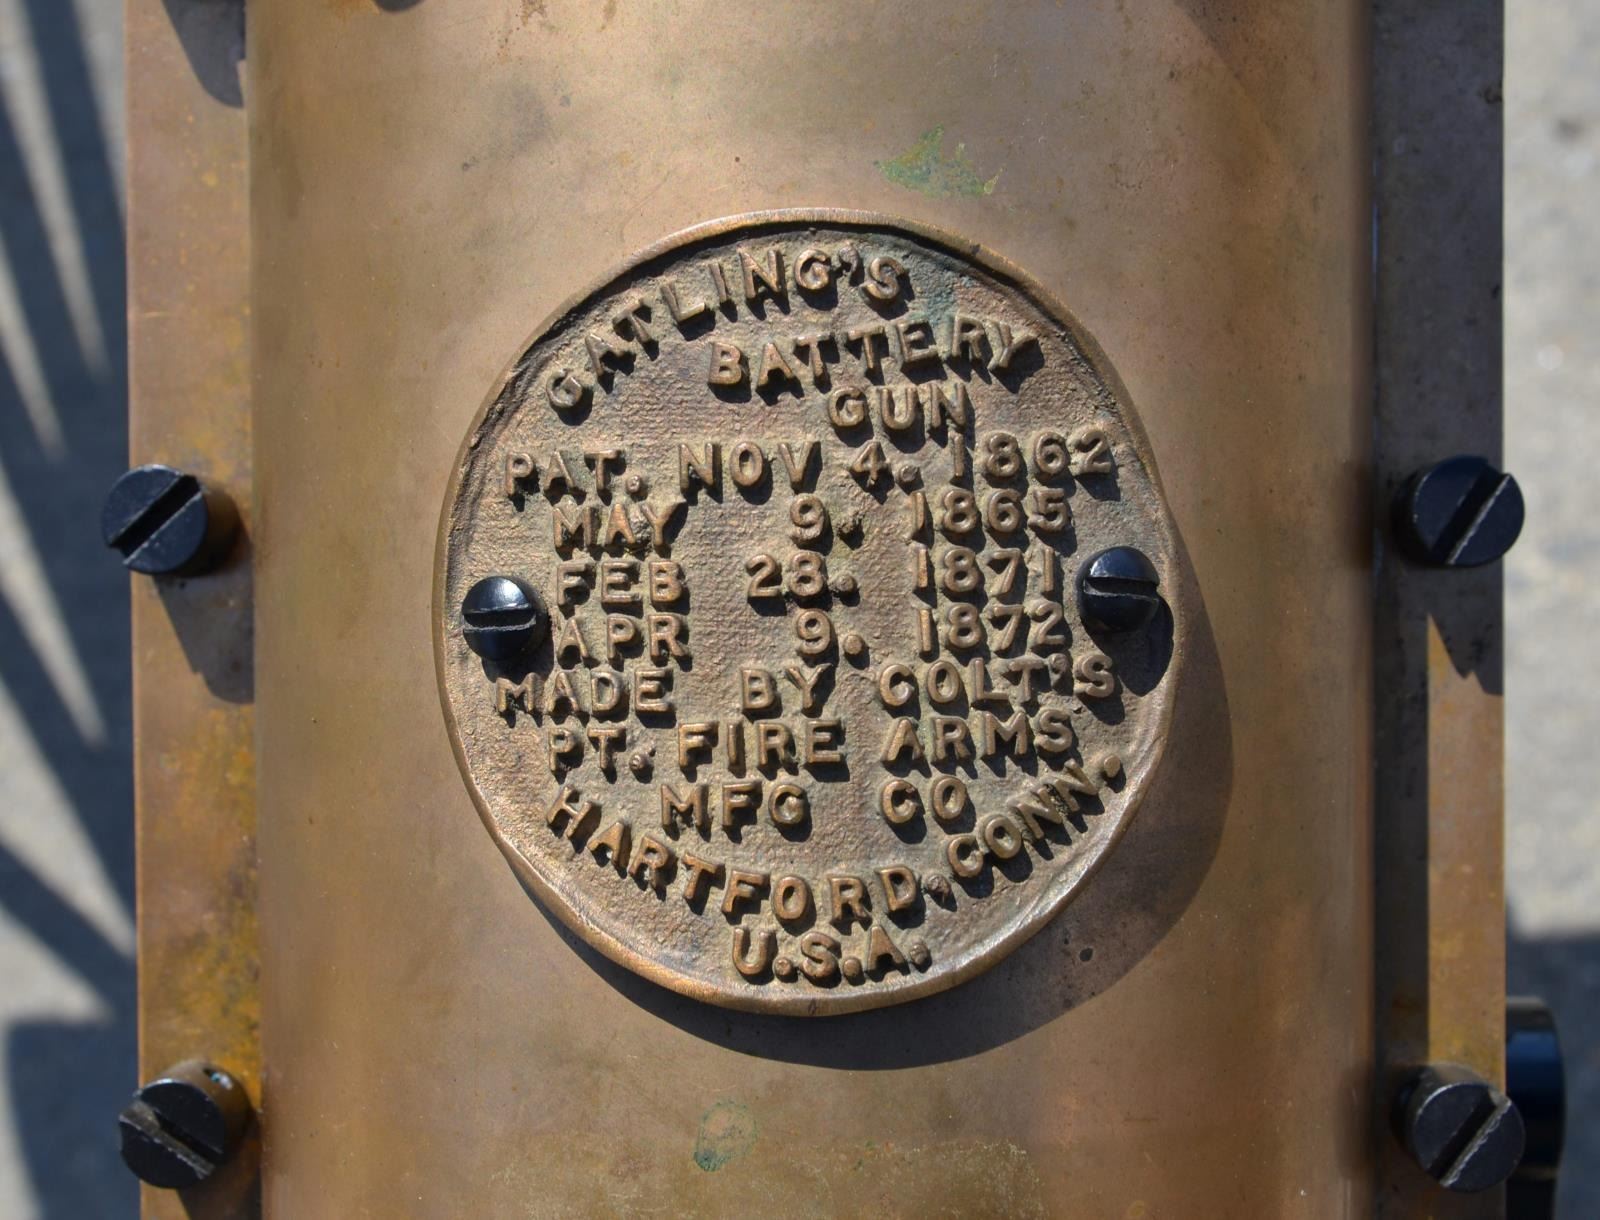 GATLING'S
BATTERY
GUN
PAT. NOV 4. 1862
MAY 9. 1865
FEB 28. 1871
APR 9. 1872
MADE BY COLT'S
PT. FIRE ARMS
MFG CO
HARTFORD, CONN.
U.S.A.